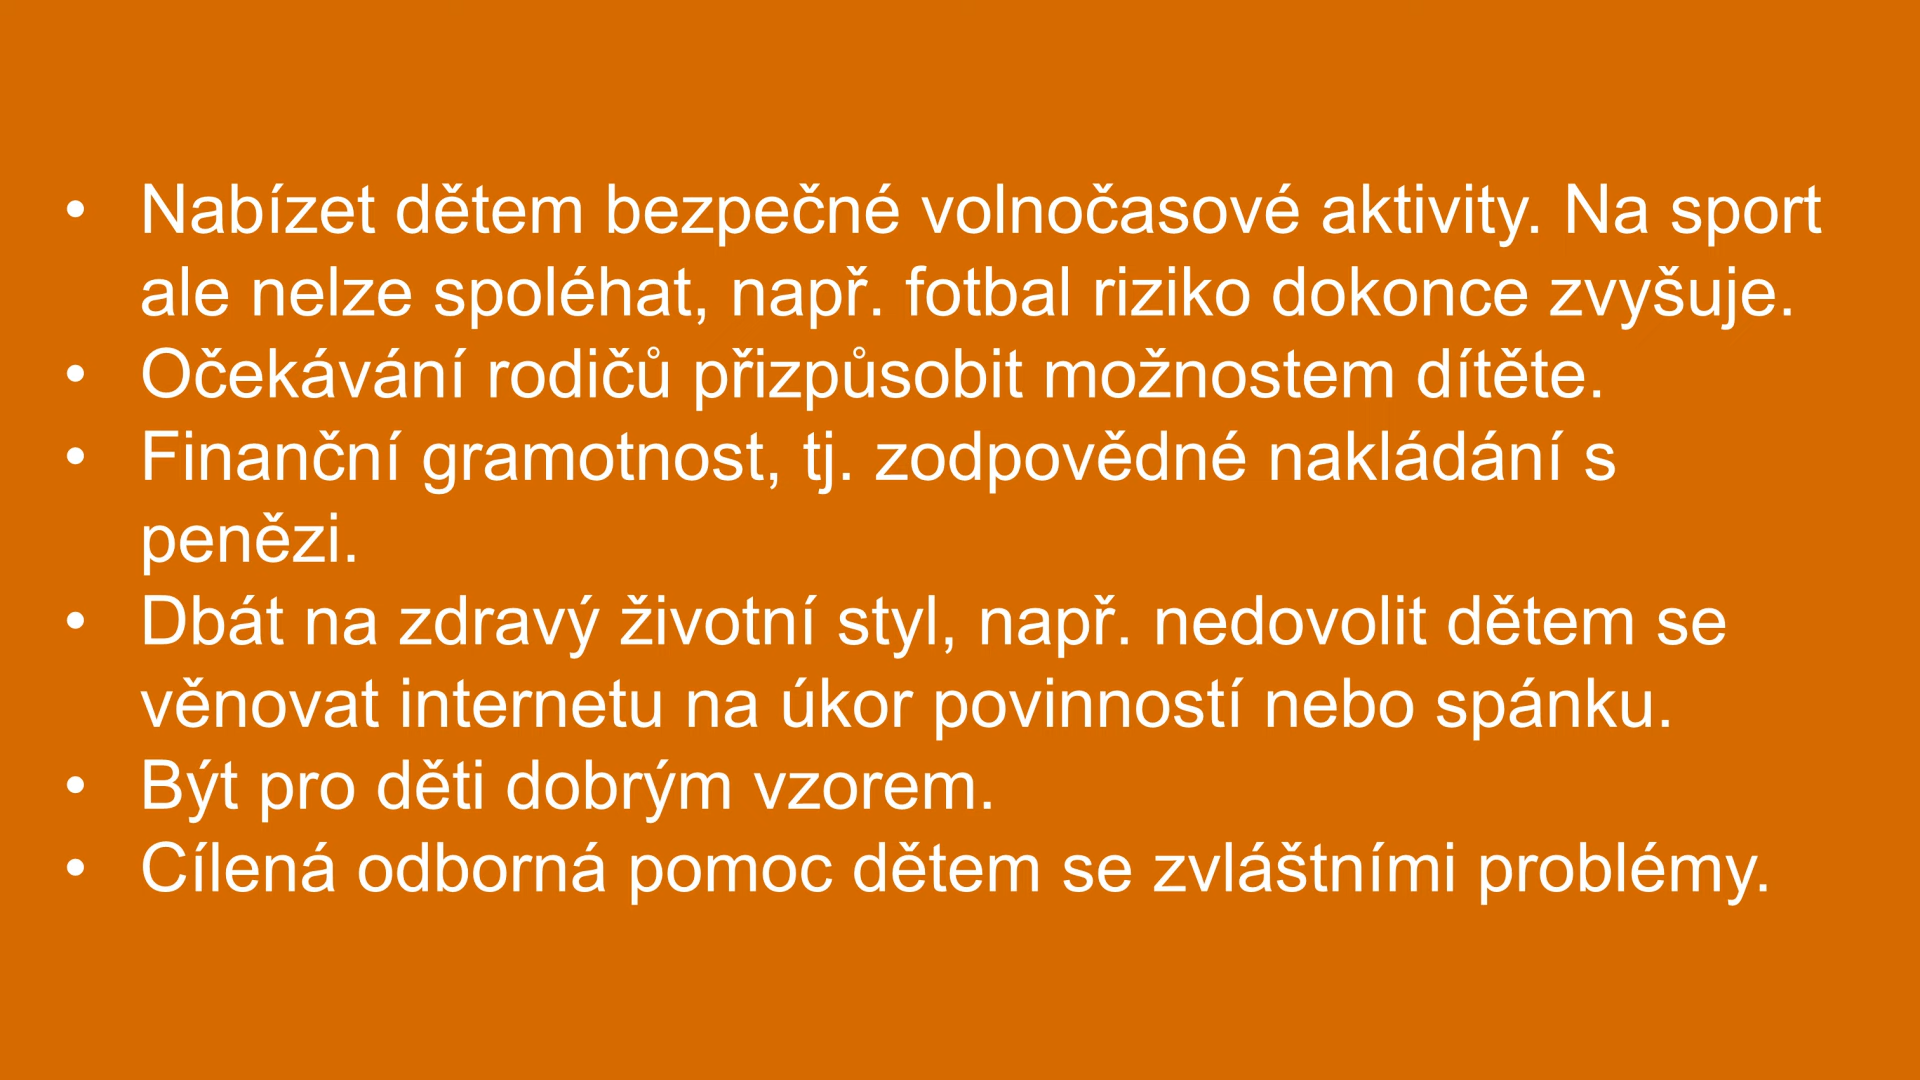 • Nabízet dětem bezpečné volnočasové aktivity. Na sport
ale nelze spoléhat, např. fotbal riziko dokonce zvyšuje.
• Očekávání rodičů přizpůsobit možnostem dítěte.
• Finanční gramotnost, tj. zodpovědné nakládání s
penězi.
• Dbát na zdravý životní styl, např. nedovolit dětem se
věnovat internetu na úkor povinností nebo spánku.
• Být pro děti dobrým vzorem.
• Cílená odborná pomoc dětem se zvláštními problémy.